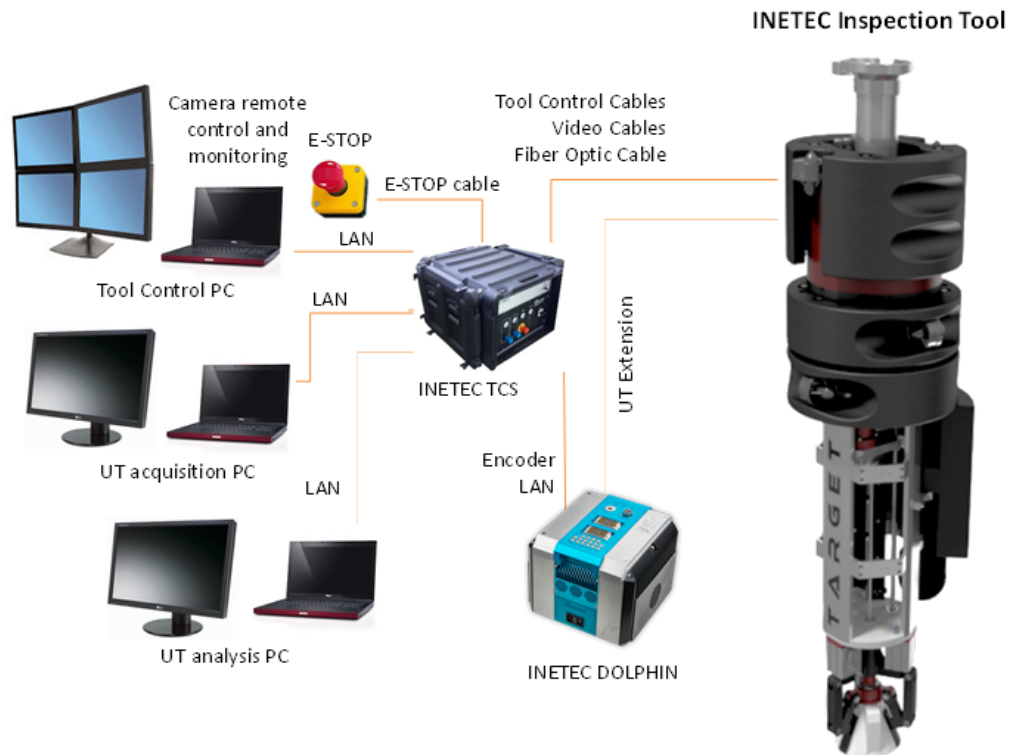 INETEC Inspection Tool
Camera remote
control and
monitoring
E-STOP
Tool Control Cables
Video Cables
Fiber Optic Cable
E-STOP cable
LAN
Tool Control PC
LAN
INETEC TCS
UT acquisition PC
UT Extension
Encoder
LAN
LAN
UT analysis PC
INETEC DOLPHIN
TARGET